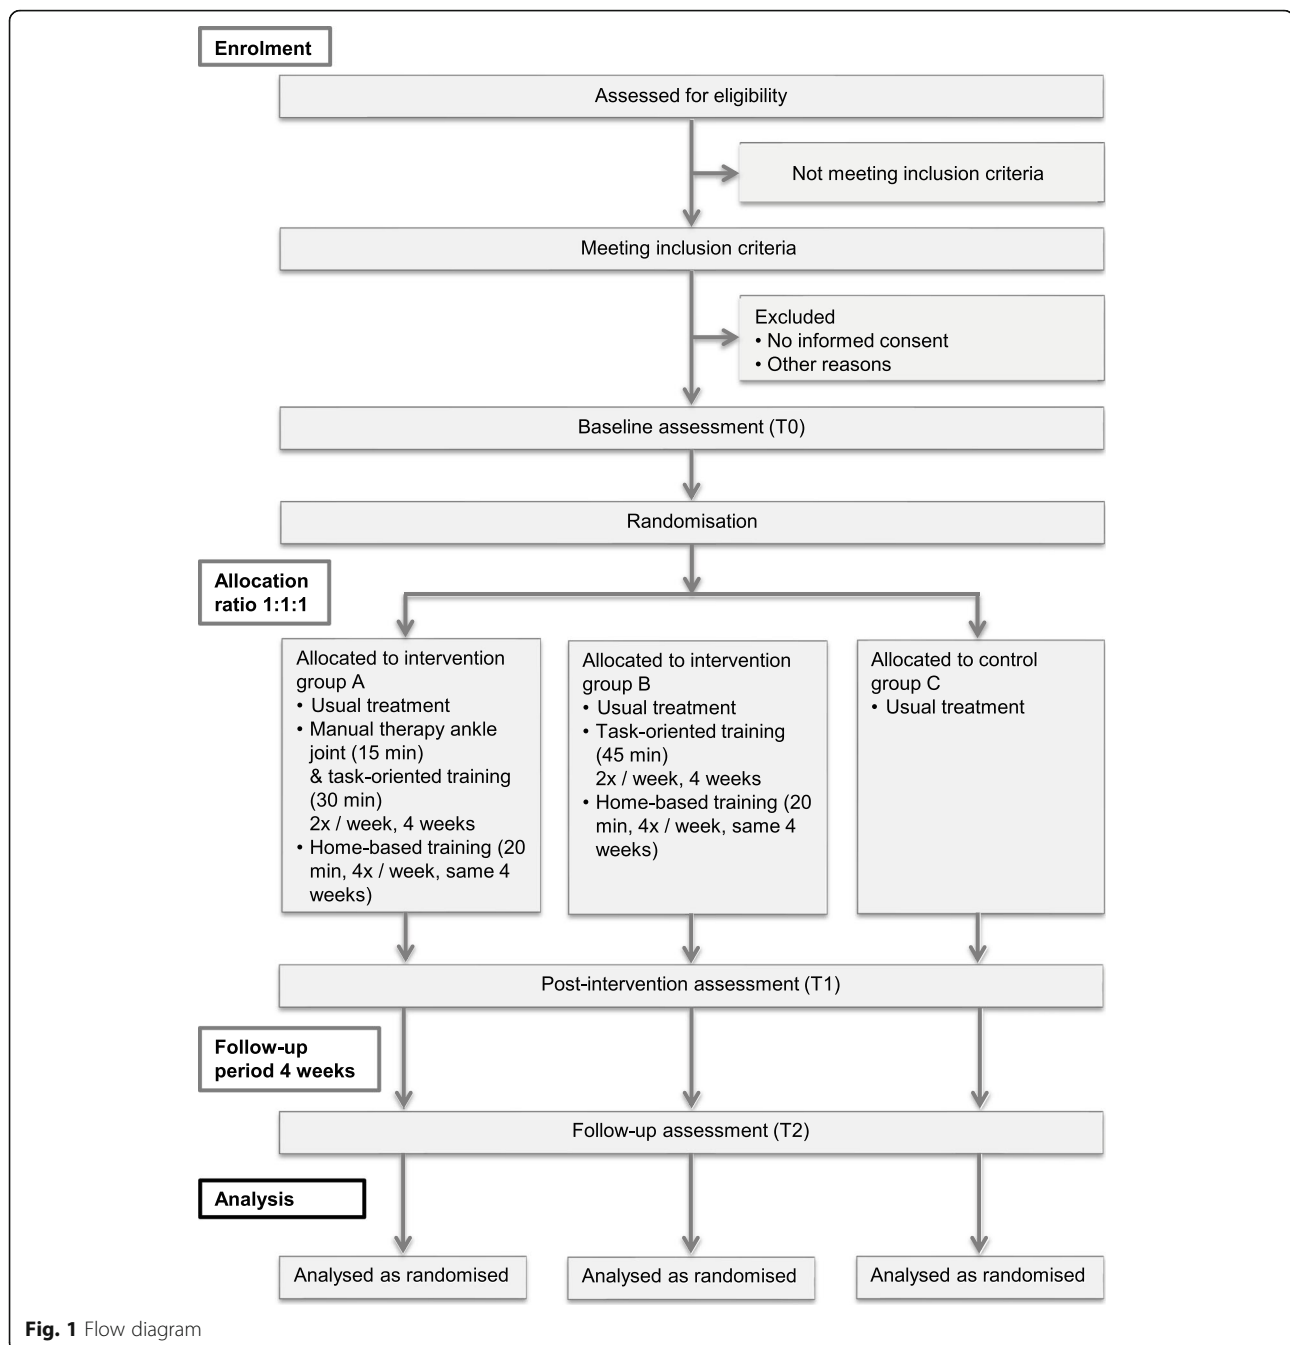 Enrolment
Assessed for eligibility
Not meeting inclusion criteria
Meeting inclusion criteria
Excluded
• No informed consent
• Other reasons
Baseline assessment (T0)
Randomisation
Allocation
ratio 1:1:1
Allocated to intervention
group A
• Usual treatment
• Manual therapy ankle
joint (15 min)
& task-oriented training
(30 min)
2x / week, 4 weeks
• Home-based training (20
min, 4x / week, same 4
weeks)
Allocated to intervention
group B
• Usual treatment
• Task-oriented training
(45 min)
2x / week, 4 weeks
• Home-based training (20
min, 4x / week, same 4
weeks)
Allocated to control
group C
• Usual treatment
Post-intervention assessment (T1)
Follow-up
period 4 weeks
Follow-up assessment (T2)
Analysis
Analysed as randomised
Analysed as randomised
Analysed as randomised
Fig. 1 Flow diagram